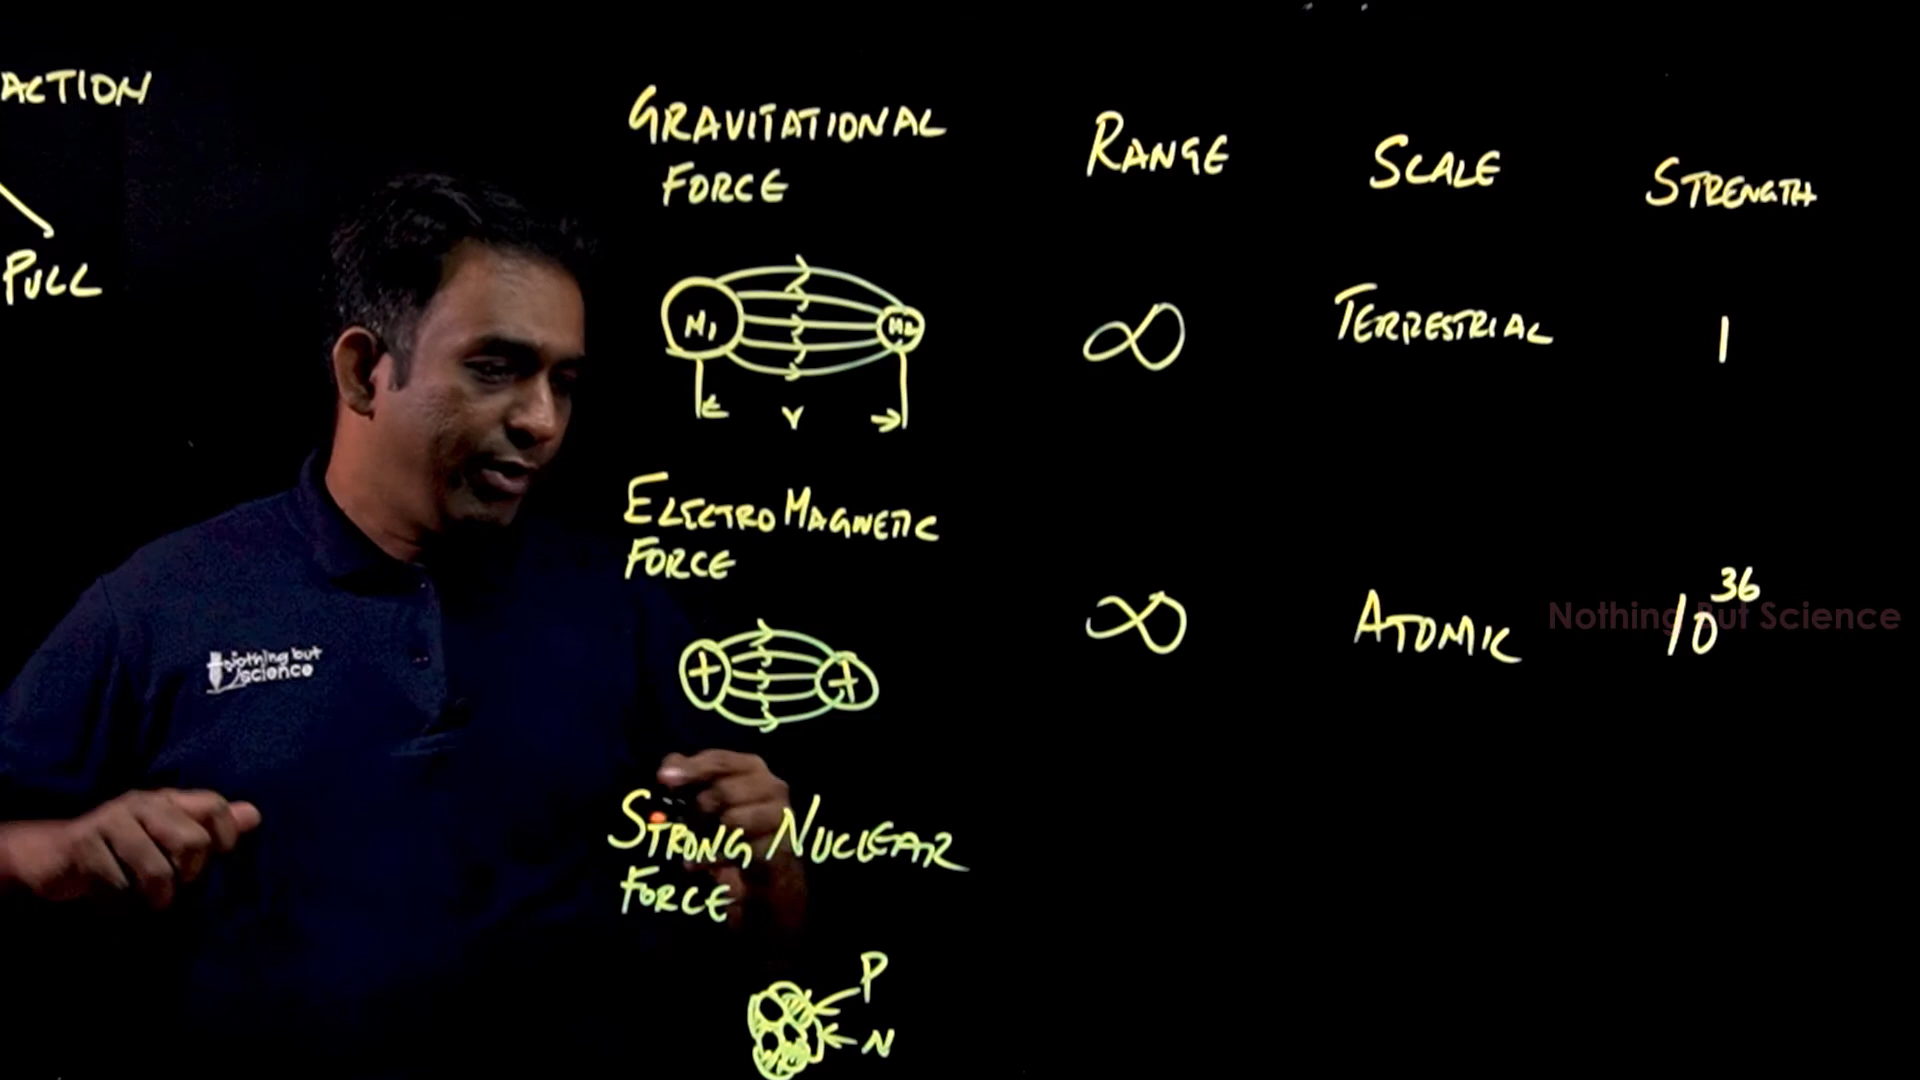 ACTION
PULL
GRAVITATIONAL
FORCE
RANGE
SCALE
STRENGTH
M1
M2
r
∞
TERRESTRIAL
1
ELECTROMAGNETIC
FORCE
+
+
∞
ATOMIC
10^36
Nothing But Science
Nothing but
Science
STRONG NUCLEAR
FORCE
P
N